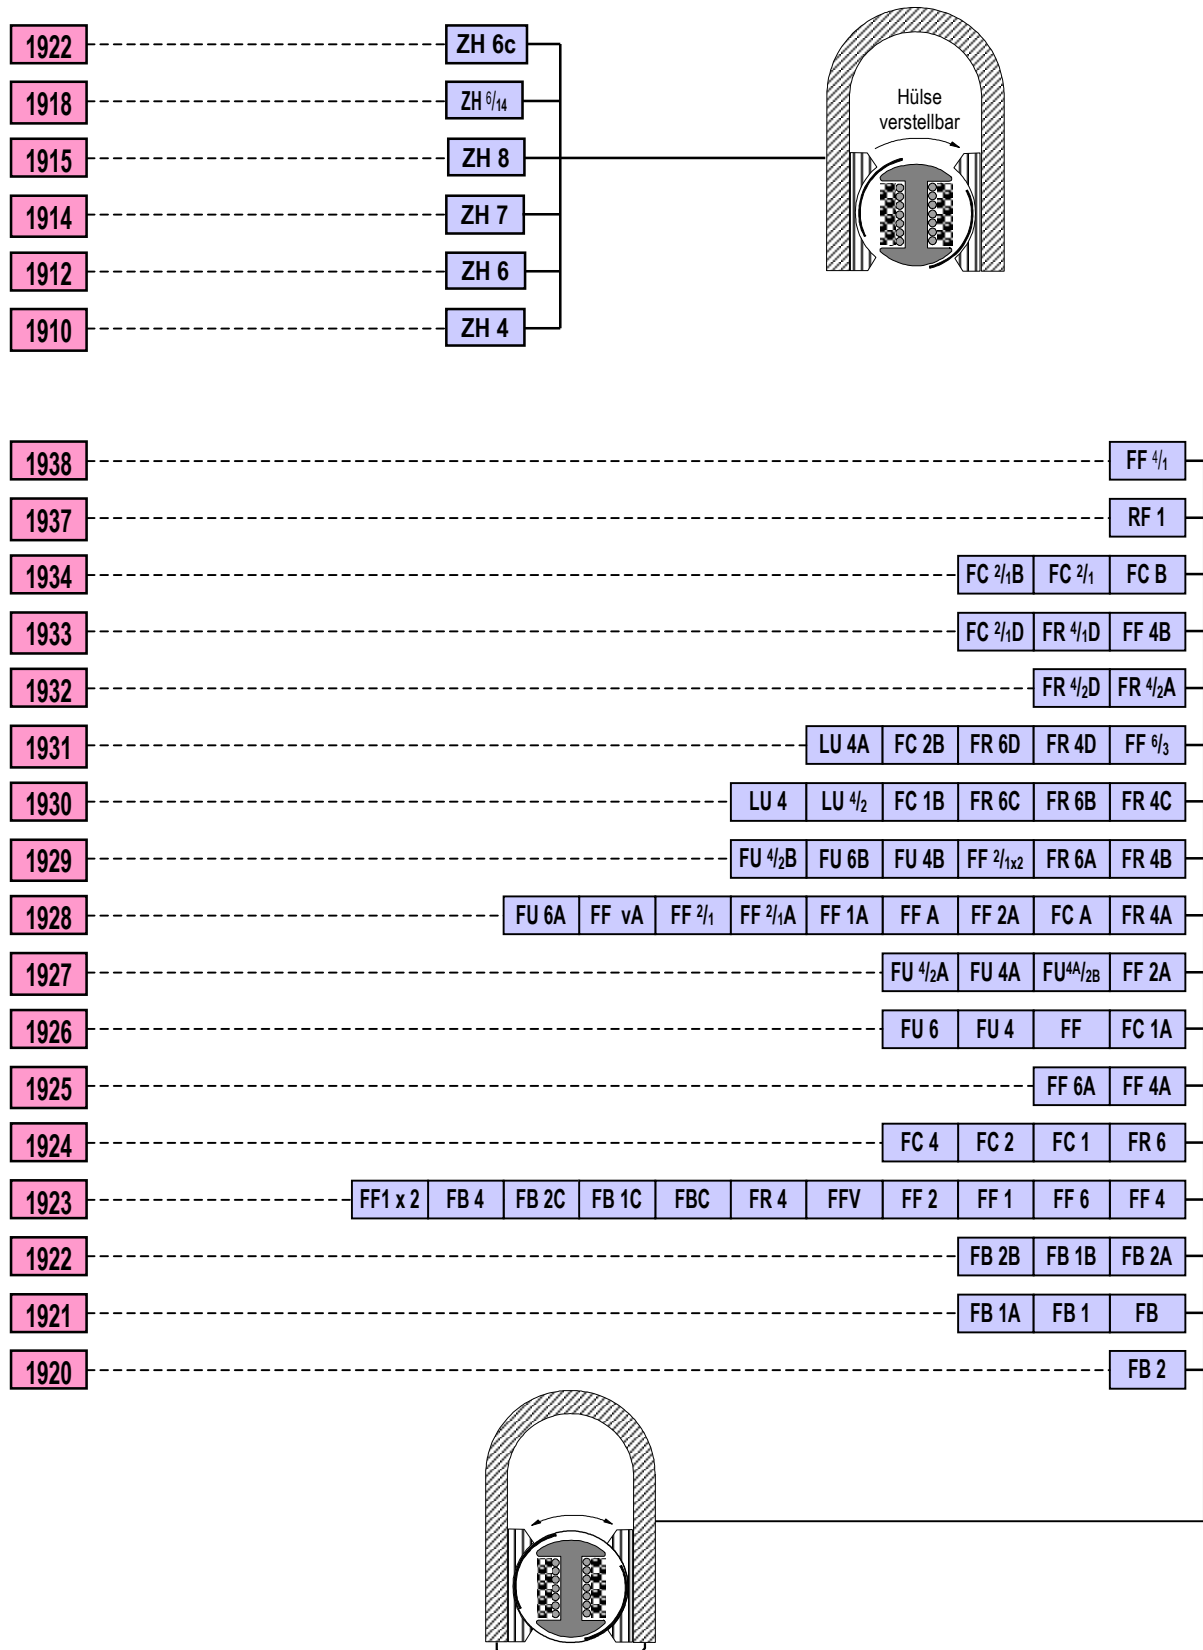 1922 ZH 6c
1918 ZH 6/14
Hülse
verstellbar
1915 ZH 8
1914 ZH 7
1912 ZH 6
1910 ZH 4
1938 FF 4/1
1937 RF 1
1934 FC 2/1B FC 2/1 FC B
1933 FC 2/1D FR 4/1D FF 4B
1932 FR 4/2D FR 4/2A
1931 LU 4A FC 2B FR 6D FR 4D FF 6/3
1930 LU 4 LU 4/2 FC 1B FR 6C FR 6B FR 4C
1929 FU 4/2B FU 6B FU 4B FF 2/1x2 FR 6A FR 4B
1928 FU 6A FF vA FF 2/1 FF 2/1A FF 1A FF A FF 2A FC A FR 4A
1927 FU 4/2A FU 4A FU4A/2B FF 2A
1926 FU 6 FU 4 FF FC 1A
1925 FF 6A FF 4A
1924 FC 4 FC 2 FC 1 FR 6
1923 FF1 x 2 FB 4 FB 2C FB 1C FBC FR 4 FFV FF 2 FF 1 FF 6 FF 4
1922 FB 2B FB 1B FB 2A
1921 FB 1A FB 1 FB
1920 FB 2